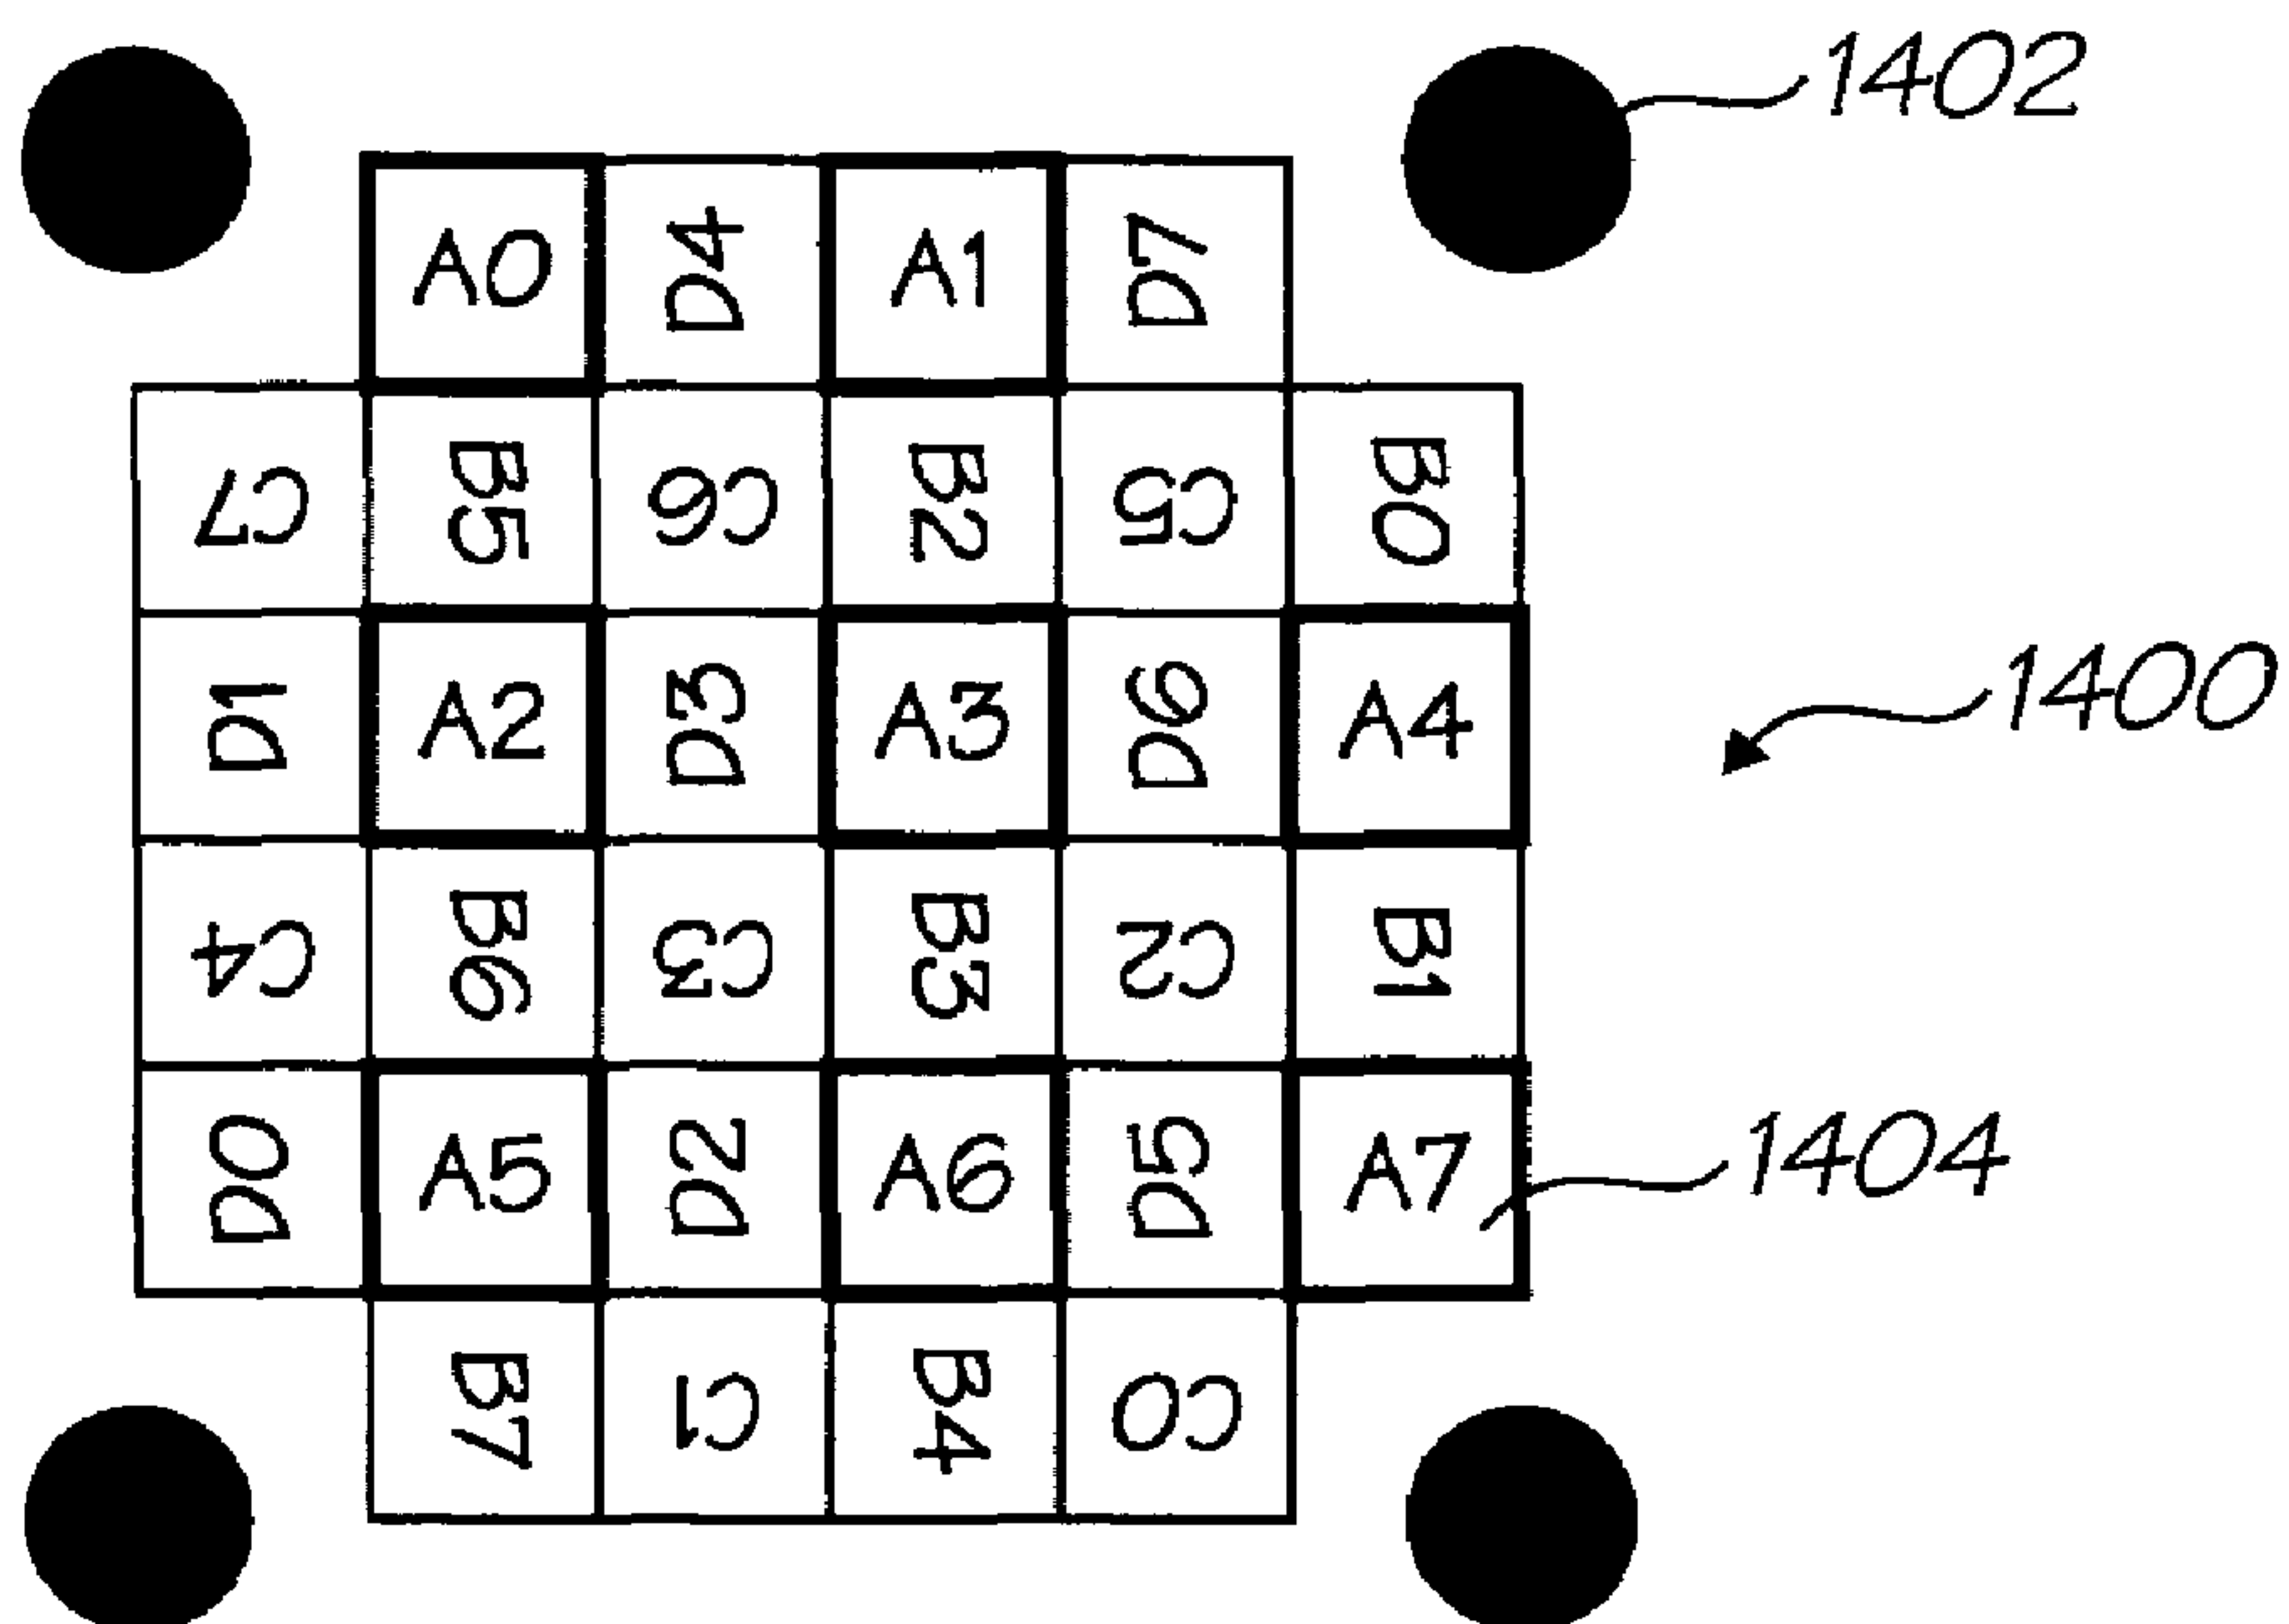 1402
A0 D4 A1 D7
C7 B5 C6 B2 C5 B0
1400
D1 A2 D3 A3 D6 A4
C4 B6 C3 B3 C2 B1
1404
D0 A5 D2 A6 D5 A7
B7 C1 B4 C0